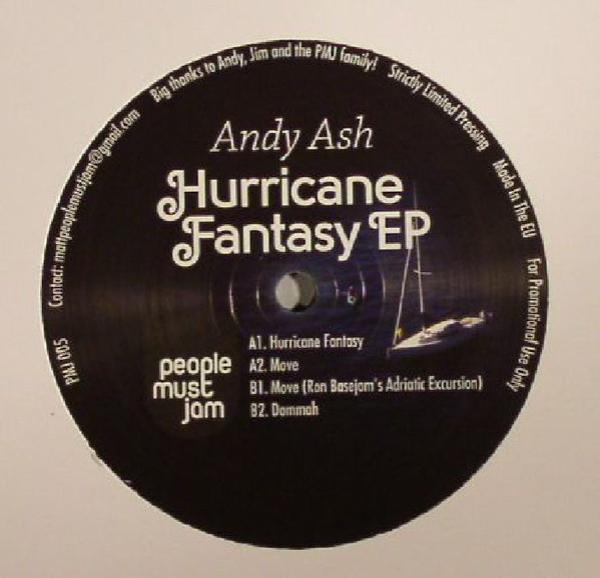 PMJ 005
Contact: mattpeoplemustjam@gmail.com
Big thanks to Andy, Jim and the PMJ family!
Strictly Limited Pressing
Made In The EU
For Promotional Use Only
Andy Ash
Hurricane
Fantasy EP
A1. Hurricane Fantasy
A2. Move
B1. Move (Ron Basejam's Adriatic Excursion)
B2. Dammah
people
must
jam